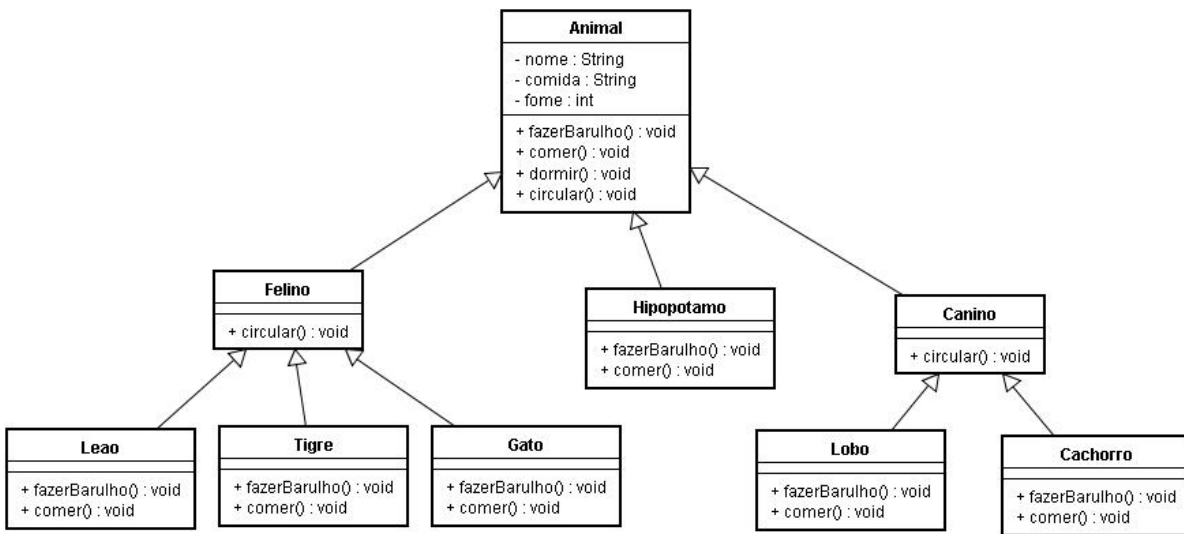 Animal
- nome : String
- comida : String
- fome : int
+ fazerBarulho() : void
+ comer() : void
+ dormir() : void
+ circular() : void
Felino
+ circular() : void
Hipopotamo
+ fazerBarulho() : void
+ comer() : void
Canino
+ circular() : void
Leao
+ fazerBarulho() : void
+ comer() : void
Tigre
+ fazerBarulho() : void
+ comer() : void
Gato
+ fazerBarulho() : void
+ comer() : void
Lobo
+ fazerBarulho() : void
+ comer() : void
Cachorro
+ fazerBarulho() : void
+ comer() : void